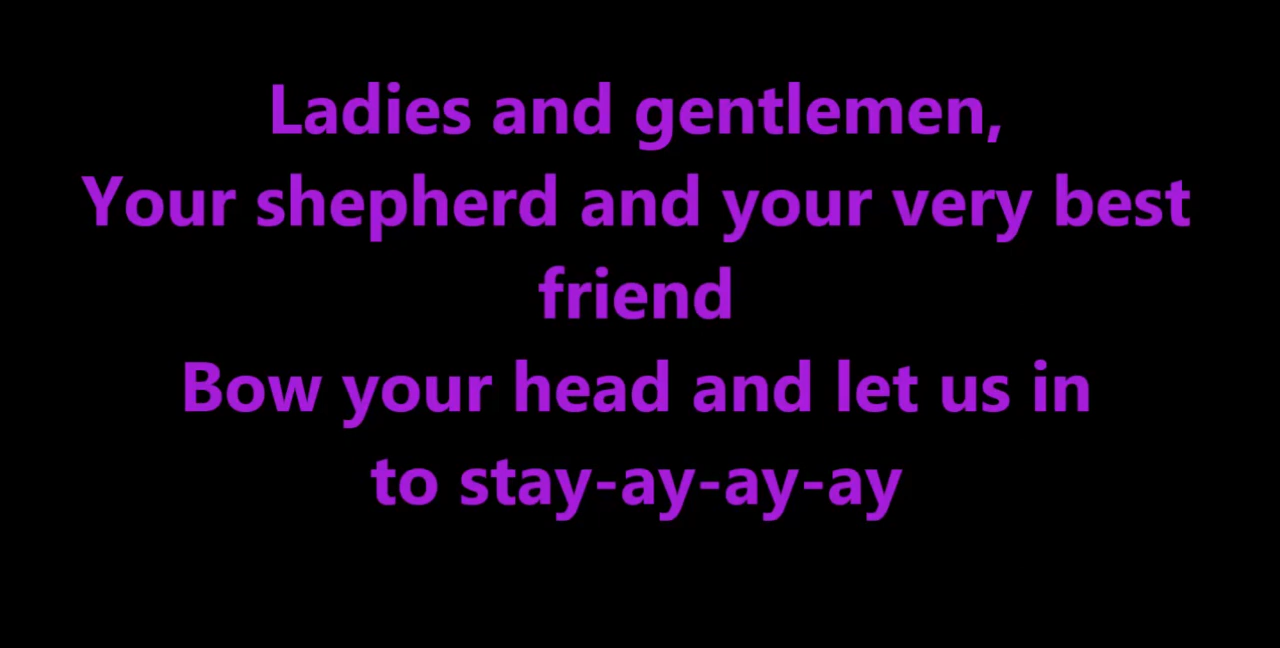 Ladies and gentlemen,
Your shepherd and your very best
friend
Bow your head and let us in
to stay-ay-ay-ay